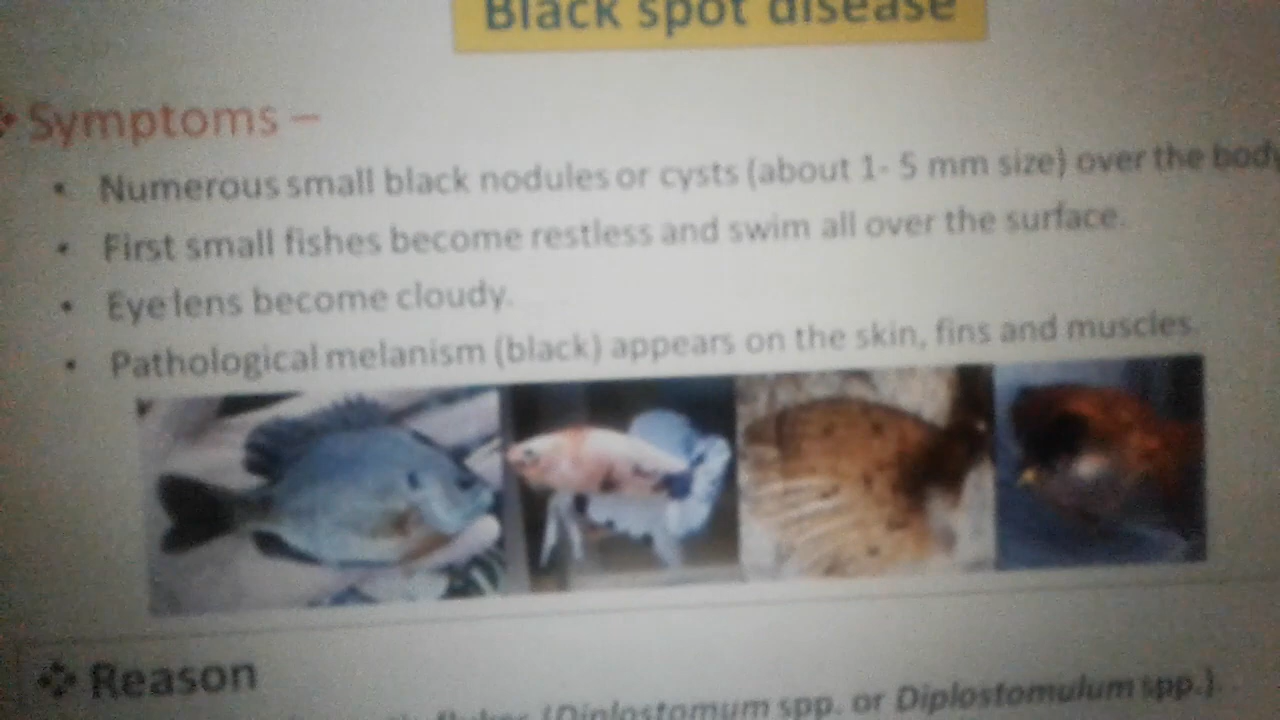 Black spot disease
❖ Symptoms –
• Numerous small black nodules or cysts (about 1- 5 mm size) over the body
• First small fishes become restless and swim all over the surface.
• Eye lens become cloudy.
• Pathological melanism (black) appears on the skin, fins and muscles.
❖ Reason
(Diplostomum spp. or Diplostomulum spp.).